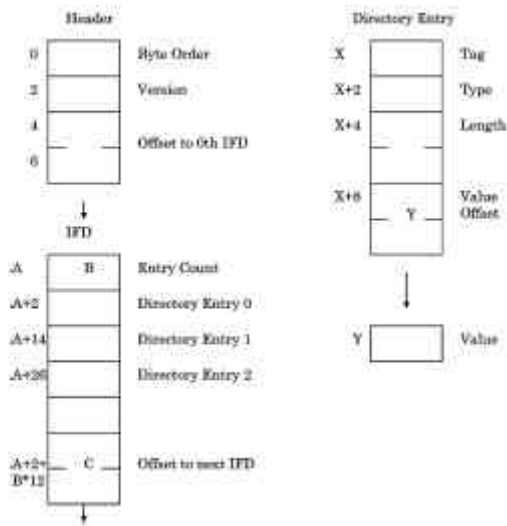 Header
0 Byte Order
2 Version
4
Offset to 0th IFD
6
IFD
A B Entry Count
A+2 Directory Entry 0
A+14 Directory Entry 1
A+26 Directory Entry 2
A+2+ C Offset to next IFD
B*12
Directory Entry
X Tag
X+2 Type
X+4 Length
X+8 Value
Y Offset
Y Value